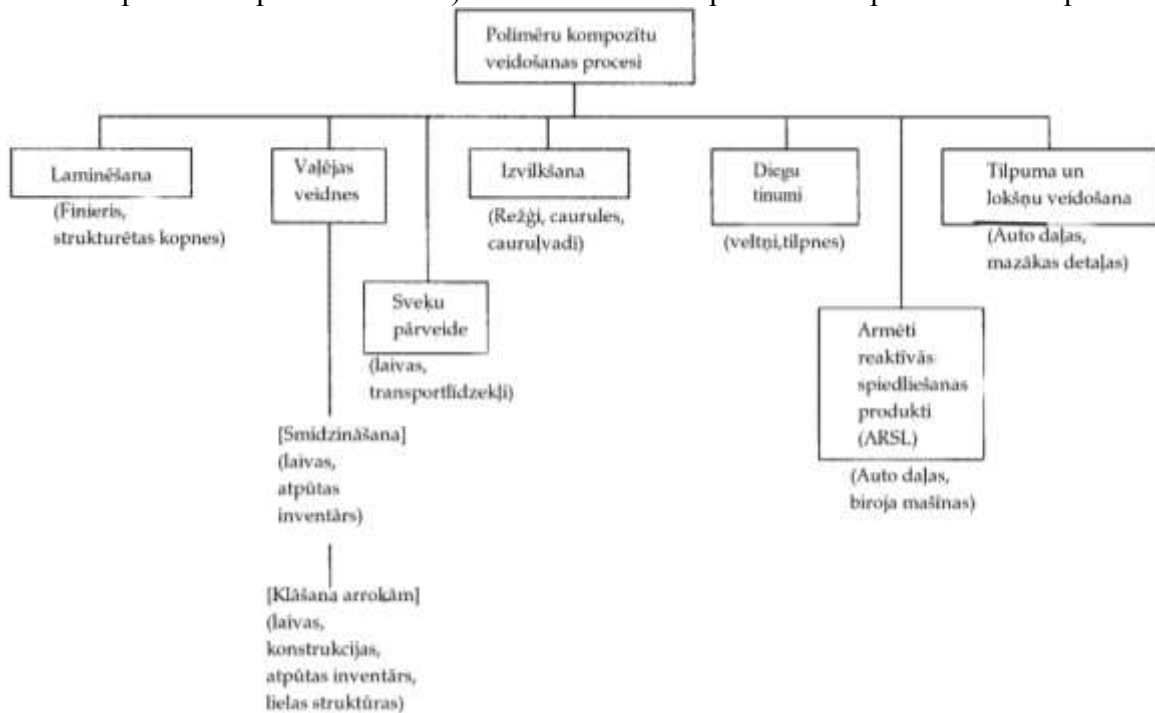 Polimēru kompozītu
veidošanas procesi
Laminēšana
(Finieris,
strukturētas kopnes)
Vaļējas
veidnes
Izvilkšana
(Režģi, caurules,
cauruļvadi)
Diegu
tinumi
(veltņi,tilpnes)
Tilpuma un
lokšņu veidošana
(Auto daļas,
mazākas detaļas)
Sveķu
pārveide
(laivas,
transportlīdzekļi)
Armēti
reaktīvās
spiedliešanas
produkti
(ARSL)
(Auto daļas,
biroja mašīnas)
[Smidzināšana]
(laivas,
atpūtas
inventārs)
[Klāšana arrokām]
(laivas,
konstrukcijas,
atpūtas inventārs,
lielas struktūras)